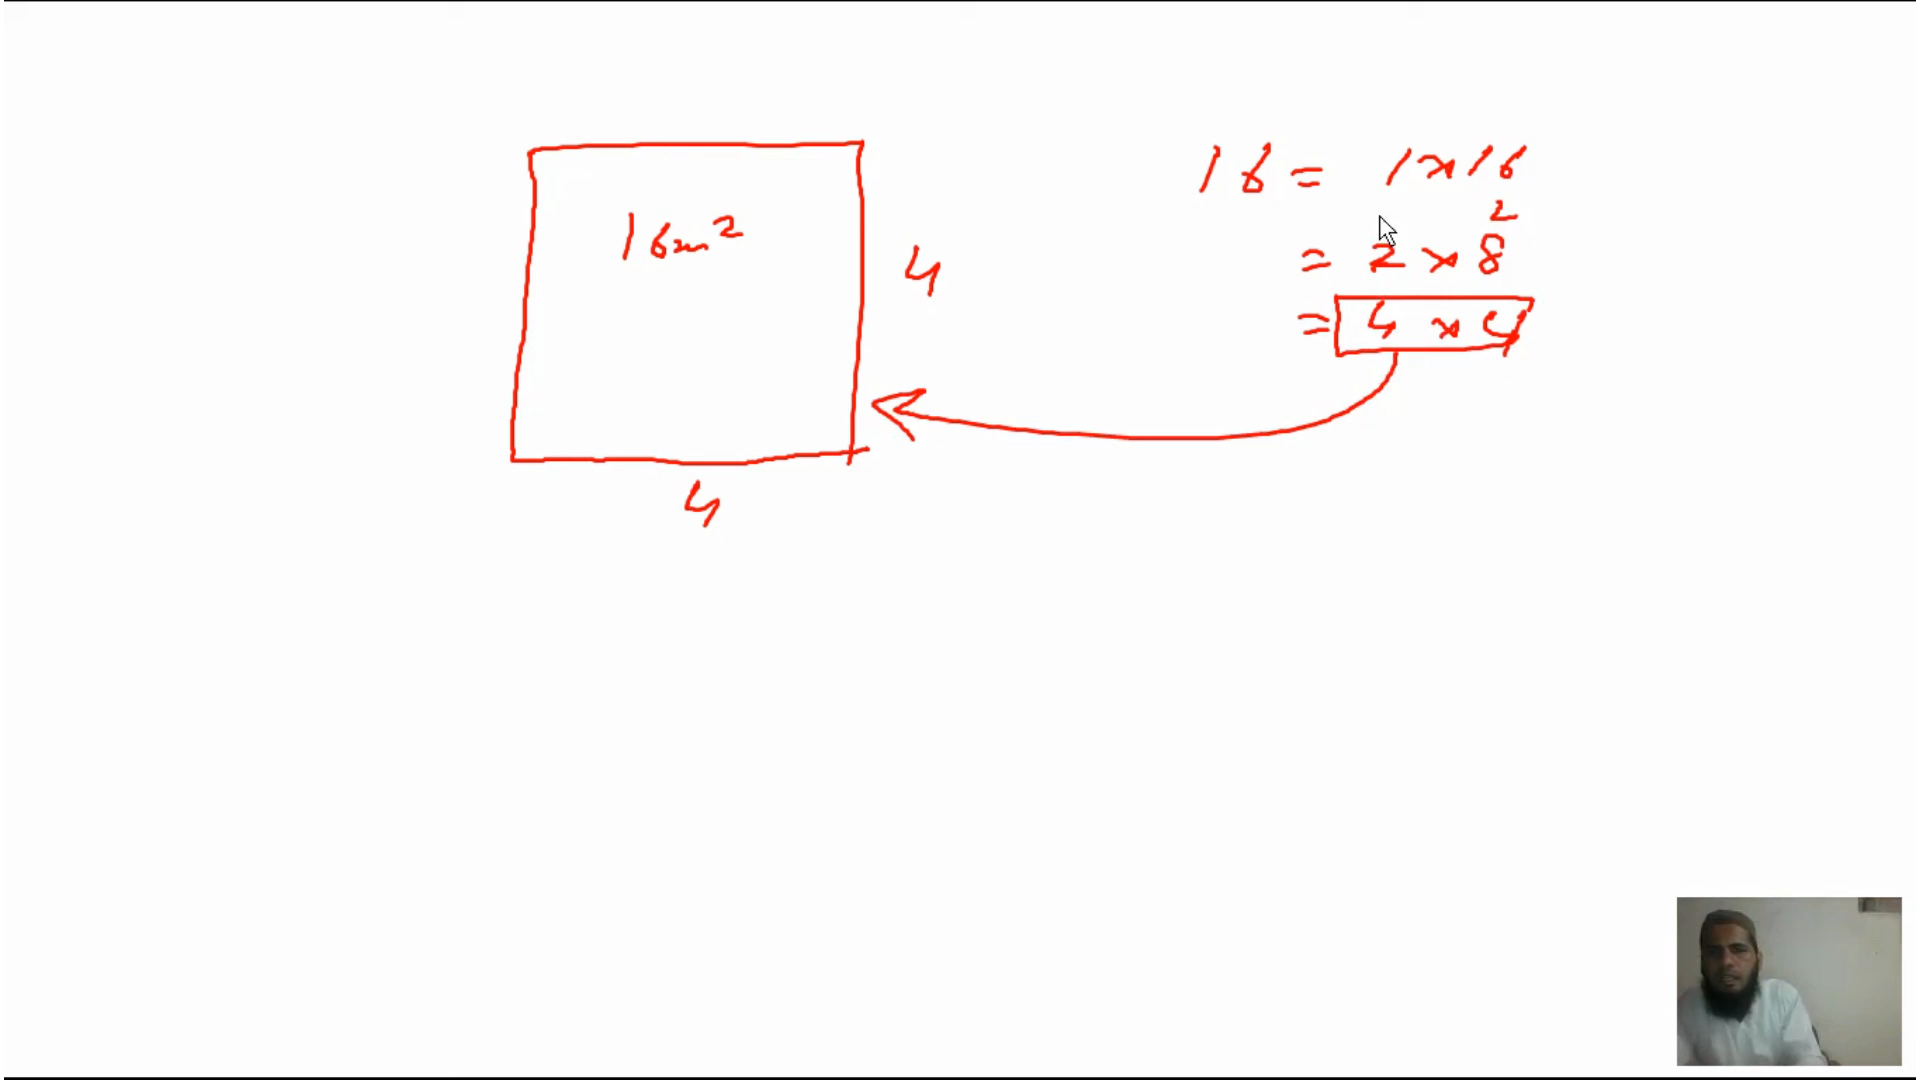 16m²
4
4
16 = 1 x 16
2
= 2 x 8
= 4 x 4